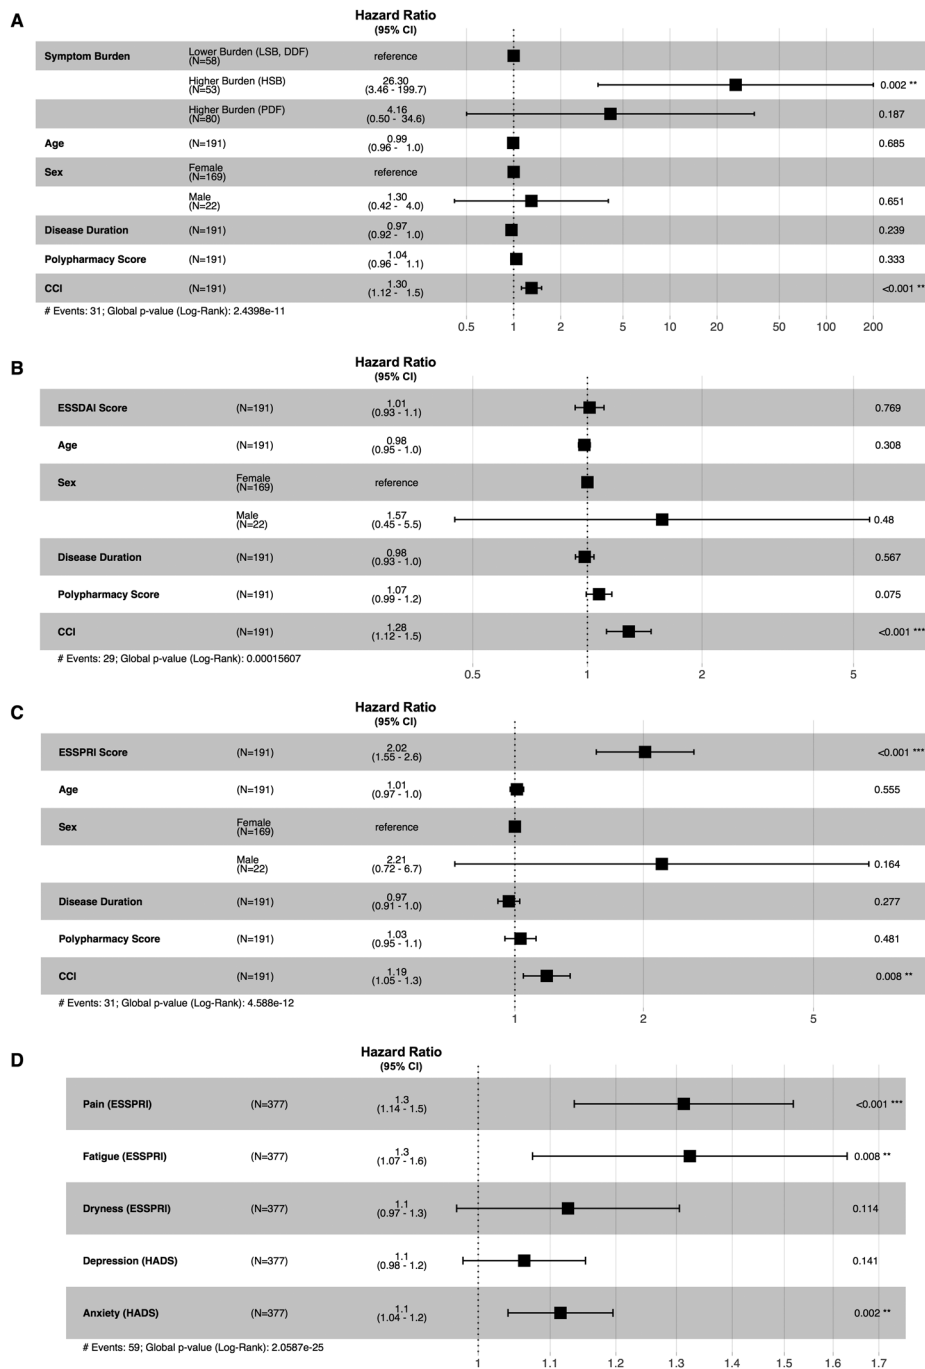 A
Hazard Ratio
(95% CI)
Symptom Burden Lower Burden (LSB, DDF) (N=58) reference
Higher Burden (HSB) (N=53) 26.30 (3.46 - 199.7) 0.002 **
Higher Burden (PDF) (N=80) 4.16 (0.50 - 34.6) 0.187
Age (N=191) 0.99 (0.96 - 1.0) 0.685
Sex Female (N=169) reference
Male (N=22) 1.30 (0.42 - 4.0) 0.651
Disease Duration (N=191) 0.97 (0.92 - 1.0) 0.239
Polypharmacy Score (N=191) 1.04 (0.96 - 1.1) 0.333
CCI (N=191) 1.30 (1.12 - 1.5) <0.001 **
# Events: 31; Global p-value (Log-Rank): 2.4398e-11
0.5 1 2 5 10 20 50 100 200
B
Hazard Ratio
(95% CI)
ESSDAI Score (N=191) 1.01 (0.93 - 1.1) 0.769
Age (N=191) 0.98 (0.95 - 1.0) 0.308
Sex Female (N=169) reference
Male (N=22) 1.57 (0.45 - 5.5) 0.48
Disease Duration (N=191) 0.98 (0.93 - 1.0) 0.567
Polypharmacy Score (N=191) 1.07 (0.99 - 1.2) 0.075
CCI (N=191) 1.28 (1.12 - 1.5) <0.001 ***
# Events: 29; Global p-value (Log-Rank): 0.00015607
0.5 1 2 5
C
Hazard Ratio
(95% CI)
ESSPRI Score (N=191) 2.02 (1.55 - 2.6) <0.001 ***
Age (N=191) 1.01 (0.97 - 1.0) 0.555
Sex Female (N=169) reference
Male (N=22) 2.21 (0.72 - 6.7) 0.164
Disease Duration (N=191) 0.97 (0.91 - 1.0) 0.277
Polypharmacy Score (N=191) 1.03 (0.95 - 1.1) 0.481
CCI (N=191) 1.19 (1.05 - 1.3) 0.008 **
# Events: 31; Global p-value (Log-Rank): 4.588e-12
1 2 5
D
Hazard Ratio
(95% CI)
Pain (ESSPRI) (N=377) 1.3 (1.14 - 1.5) <0.001 ***
Fatigue (ESSPRI) (N=377) 1.3 (1.07 - 1.6) 0.008 **
Dryness (ESSPRI) (N=377) 1.1 (0.97 - 1.3) 0.114
Depression (HADS) (N=377) 1.1 (0.98 - 1.2) 0.141
Anxiety (HADS) (N=377) 1.1 (1.04 - 1.2) 0.002 **
# Events: 59; Global p-value (Log-Rank): 2.0587e-25
1 1.1 1.2 1.3 1.4 1.5 1.6 1.7